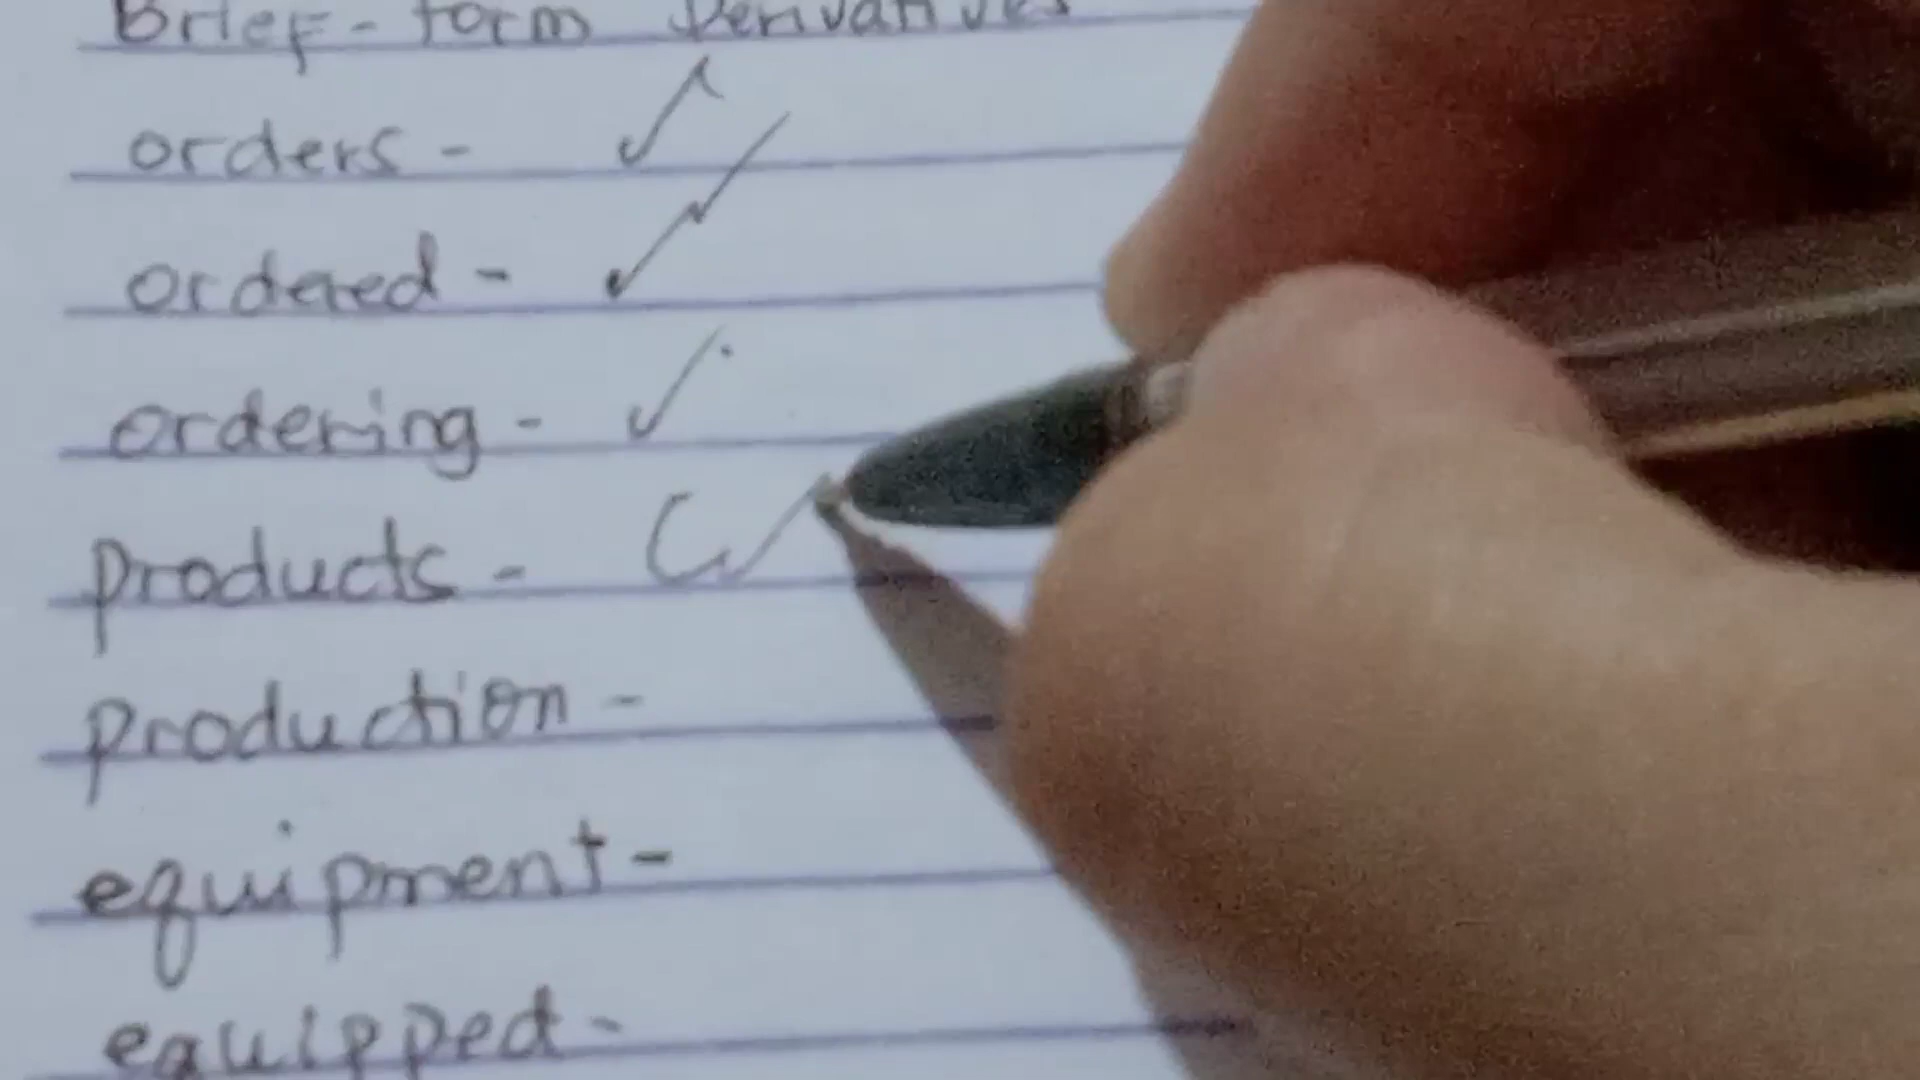 Brief-form Derivatives
orders -
ordered -
ordering -
products -
production -
equipment -
equipped -